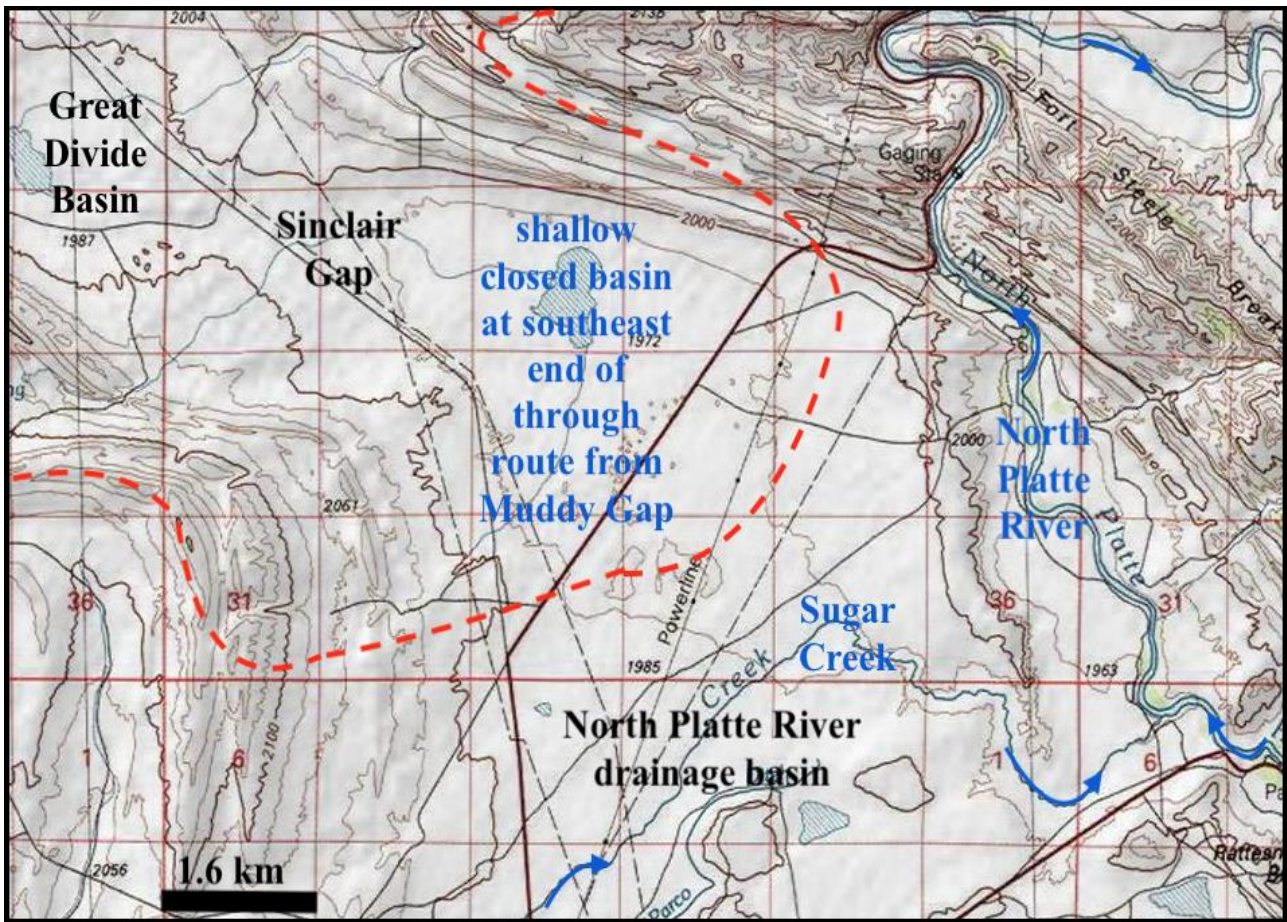 2004
2138
Great
Divide
Basin
Fort
Steele
Gaging
Sta
2200
Sinclair
Gap
1987
2000
shallow
closed basin
at southeast
end of
through
route from
Muddy Gap
North
1972
2000
North
Platte
River
Platte
2061
36
31
Powerline
Sugar
Creek
36
31
1985
Creek
1963
North Platte River
drainage basin
2100
1
6
1
6
2056
1.6 km
Parco